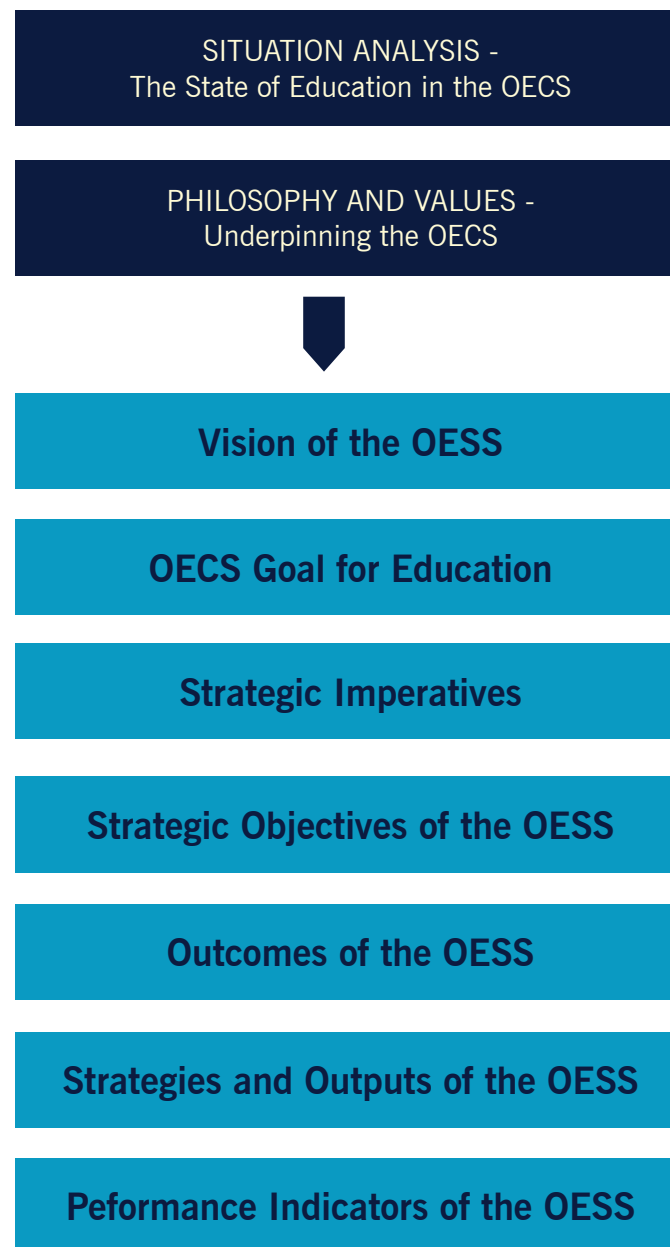 SITUATION ANALYSIS -
The State of Education in the OECS
PHILOSOPHY AND VALUES -
Underpinning the OECS
Vision of the OESS
OECS Goal for Education
Strategic Imperatives
Strategic Objectives of the OESS
Outcomes of the OESS
Strategies and Outputs of the OESS
Peformance Indicators of the OESS